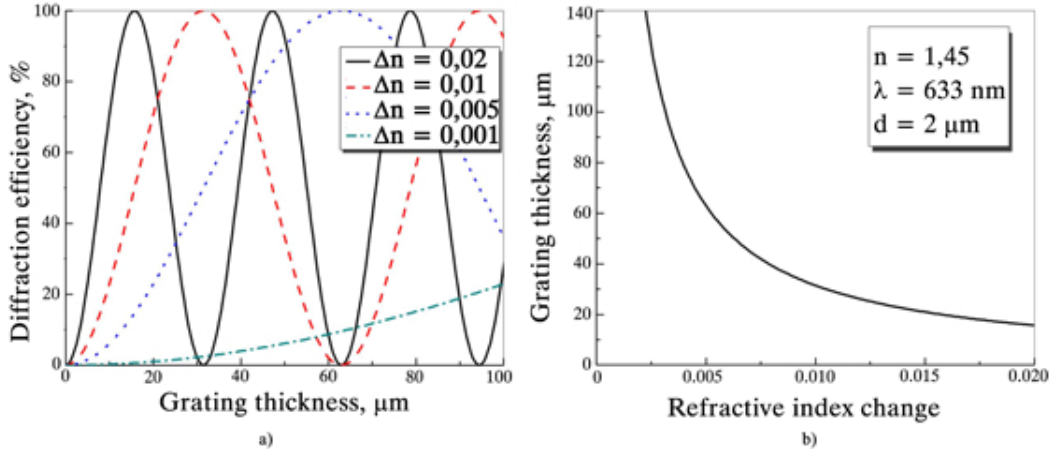 Diffraction efficiency, %
100
80
60
40
20
0
Δn = 0,02
Δn = 0,01
Δn = 0,005
Δn = 0,001
0
20
40
60
80
100
Grating thickness, μm
a)
Grating thickness, μm
140
120
100
80
60
40
20
0
n = 1,45
λ = 633 nm
d = 2 μm
0
0.005
0.010
0.015
0.020
Refractive index change
b)